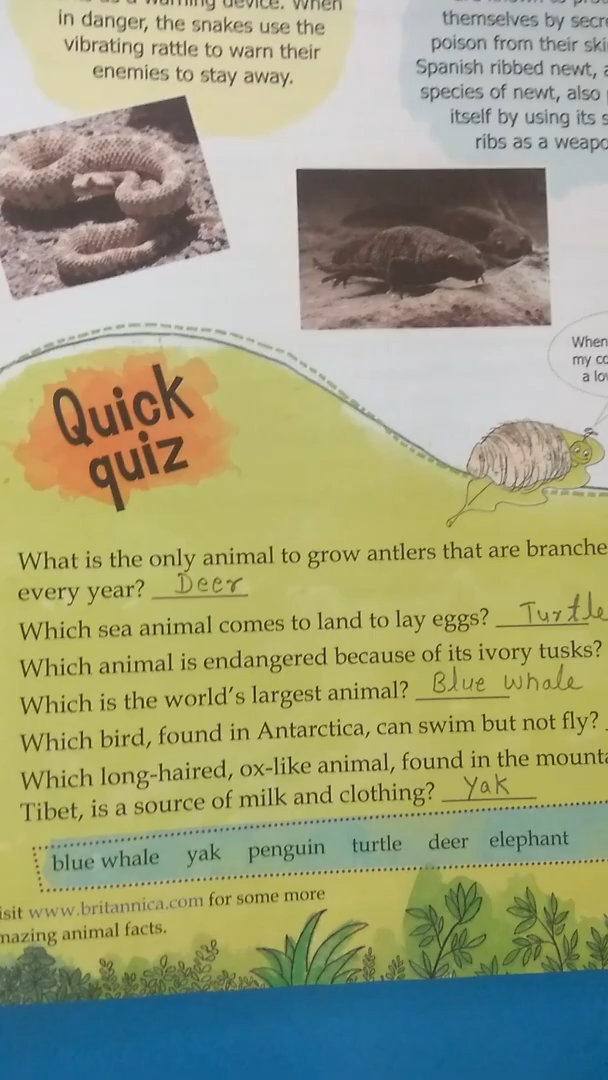 a warning device. When
in danger, the snakes use the
vibrating rattle to warn their
enemies to stay away.
themselves by secre
poison from their ski
Spanish ribbed newt, a
species of newt, also
itself by using its s
ribs as a weapo
When
my co
a lo
Quick
quiz
What is the only animal to grow antlers that are branche
every year? Deer
Which sea animal comes to land to lay eggs? Turtle
Which animal is endangered because of its ivory tusks?
Which is the world's largest animal? Blue whale
Which bird, found in Antarctica, can swim but not fly?
Which long-haired, ox-like animal, found in the mounta
Tibet, is a source of milk and clothing? Yak
blue whale yak penguin turtle deer elephant
isit www.britannica.com for some more
mazing animal facts.